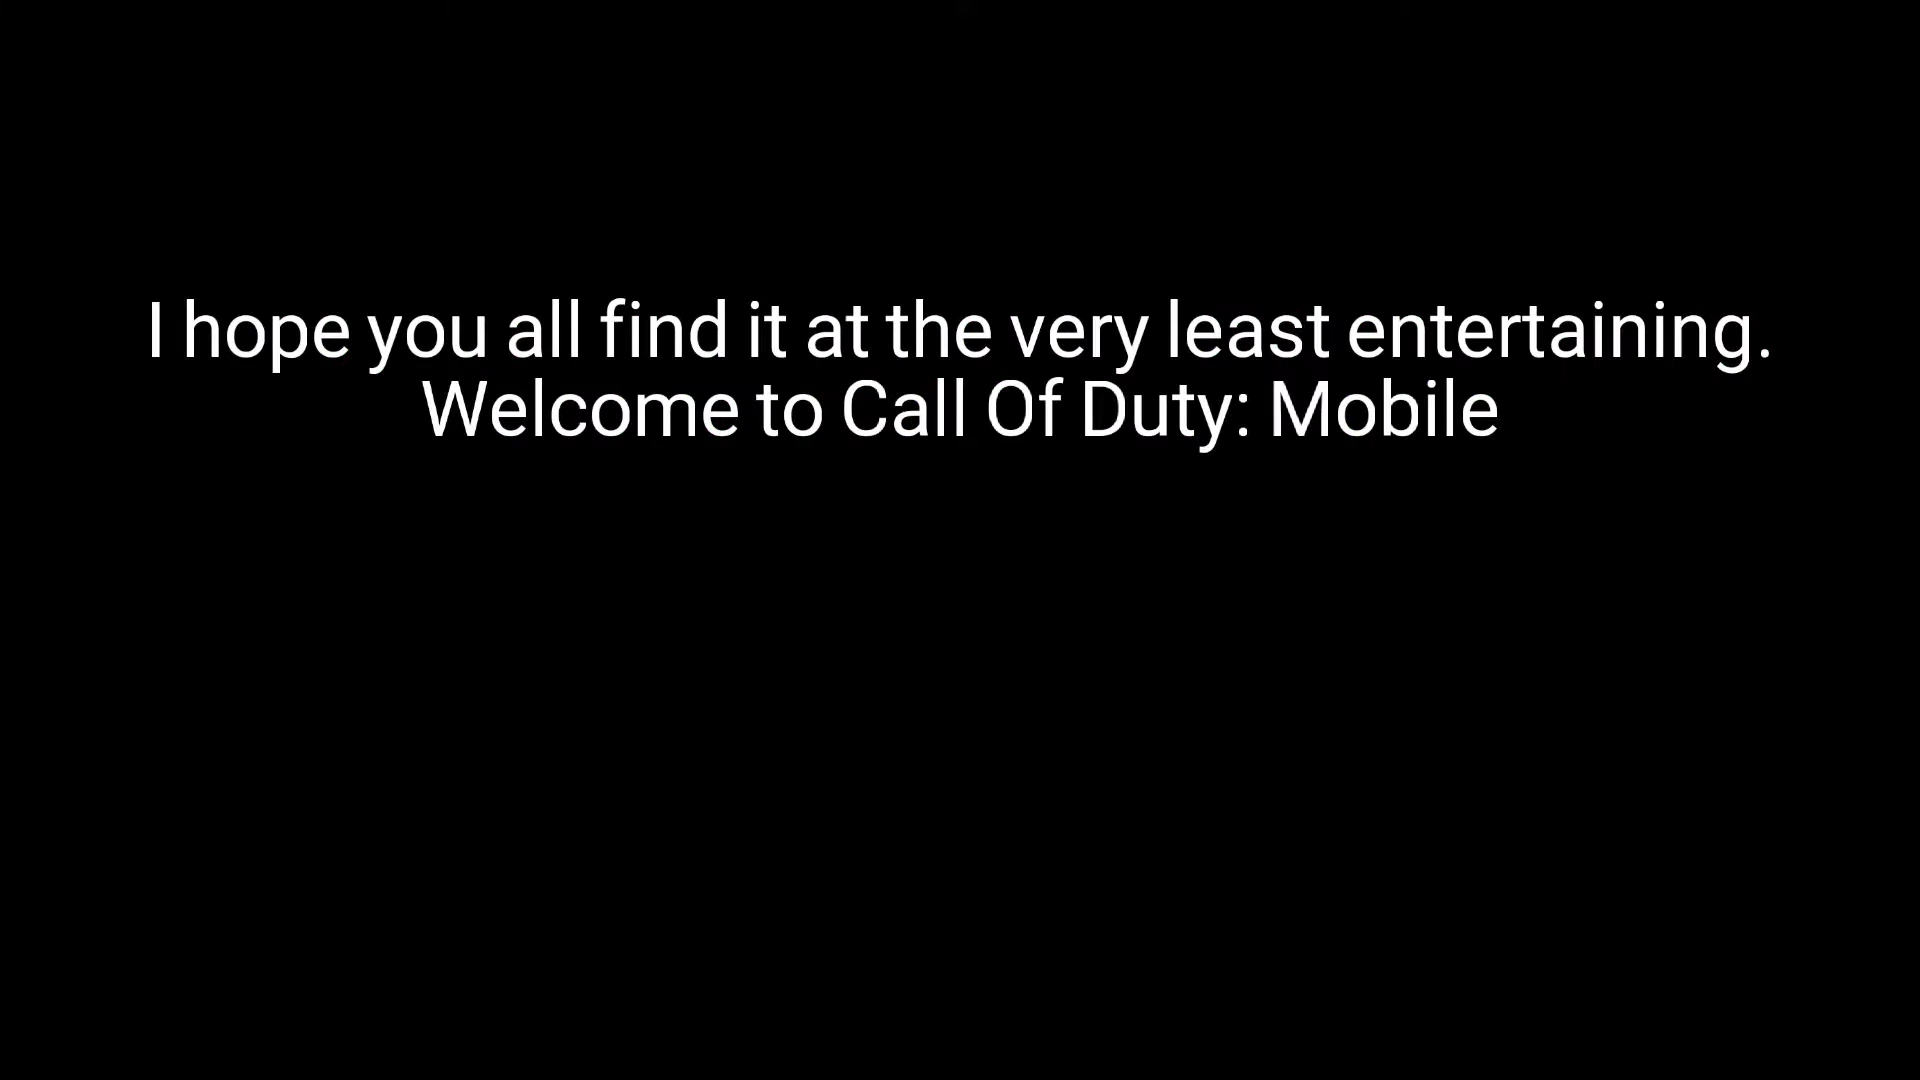 I hope you all find it at the very least entertaining.
Welcome to Call Of Duty: Mobile